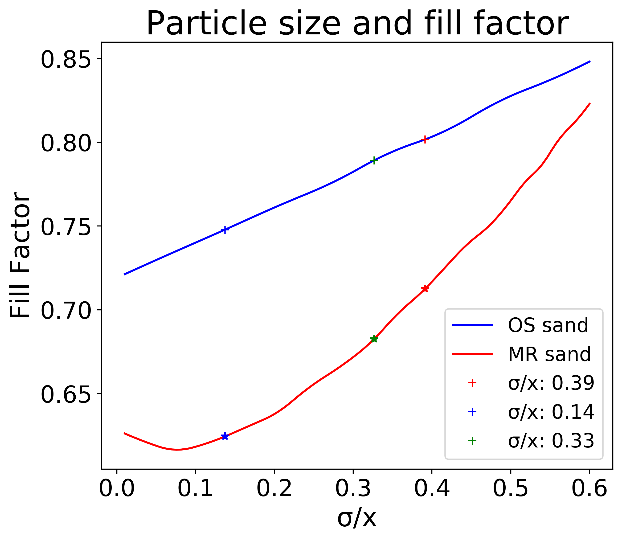 Particle size and fill factor
Fill Factor
0.85
0.80
0.75
0.70
0.65
0.0 0.1 0.2 0.3 0.4 0.5 0.6
σ/x
OS sand
MR sand
σ/x: 0.39
σ/x: 0.14
σ/x: 0.33